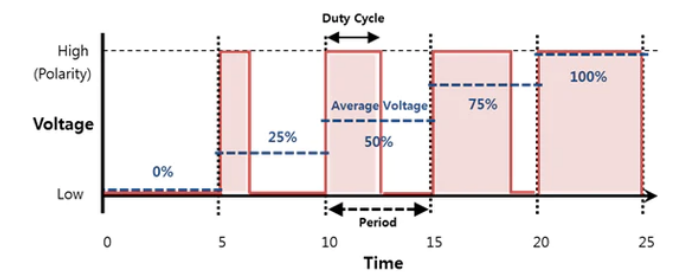 Duty Cycle
High
(Polarity)
100%
Average Voltage
75%
Voltage
25%
50%
0%
Low
Period
0 5 10 15 20 25
Time